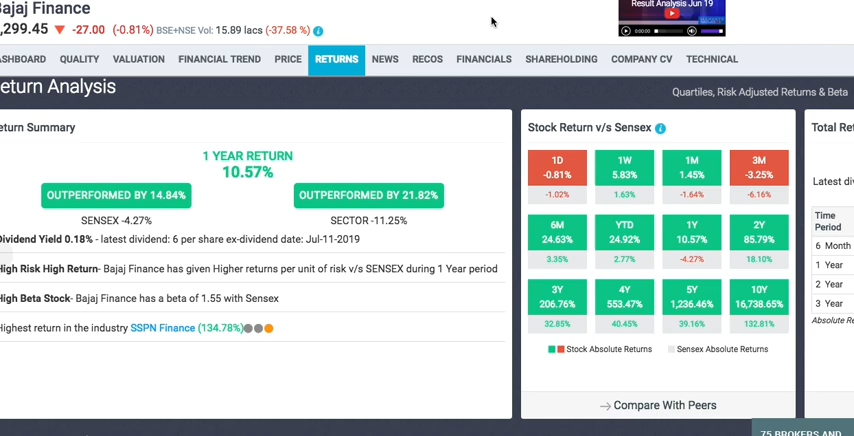 Bajaj Finance
,299.45 ▼ -27.00 (-0.81%) BSE+NSE Vol: 15.89 lacs (-37.58 %) i
Result Analysis Jun 19
0:00:00
ASHBOARD QUALITY VALUATION FINANCIAL TREND PRICE RETURNS NEWS RECOS FINANCIALS SHAREHOLDING COMPANY CV TECHNICAL
eturn Analysis
Quartiles, Risk Adjusted Returns & Beta
eturn Summary
1 YEAR RETURN
10.57%
OUTPERFORMED BY 14.84% OUTPERFORMED BY 21.82%
SENSEX -4.27% SECTOR -11.25%
Dividend Yield 0.18% - latest dividend: 6 per share ex-dividend date: Jul-11-2019
High Risk High Return- Bajaj Finance has given Higher returns per unit of risk v/s SENSEX during 1 Year period
High Beta Stock- Bajaj Finance has a beta of 1.55 with Sensex
Highest return in the industry SSPN Finance (134.78%)
Stock Return v/s Sensex i
1D 1W 1M 3M
-0.81% 5.83% 1.45% -3.25%
-1.02% 1.63% -1.64% -6.16%
6M YTD 1Y 2Y
24.63% 24.92% 10.57% 85.79%
3.35% 2.77% -4.27% 18.10%
3Y 4Y 5Y 10Y
206.76% 553.47% 1,236.46% 16,738.65%
32.85% 40.45% 39.16% 132.81%
Stock Absolute Returns Sensex Absolute Returns
→ Compare With Peers
Total Ret
Latest div
Time
Period
6 Month
1 Year
2 Year
3 Year
Absolute Re
75 BROKERS AND